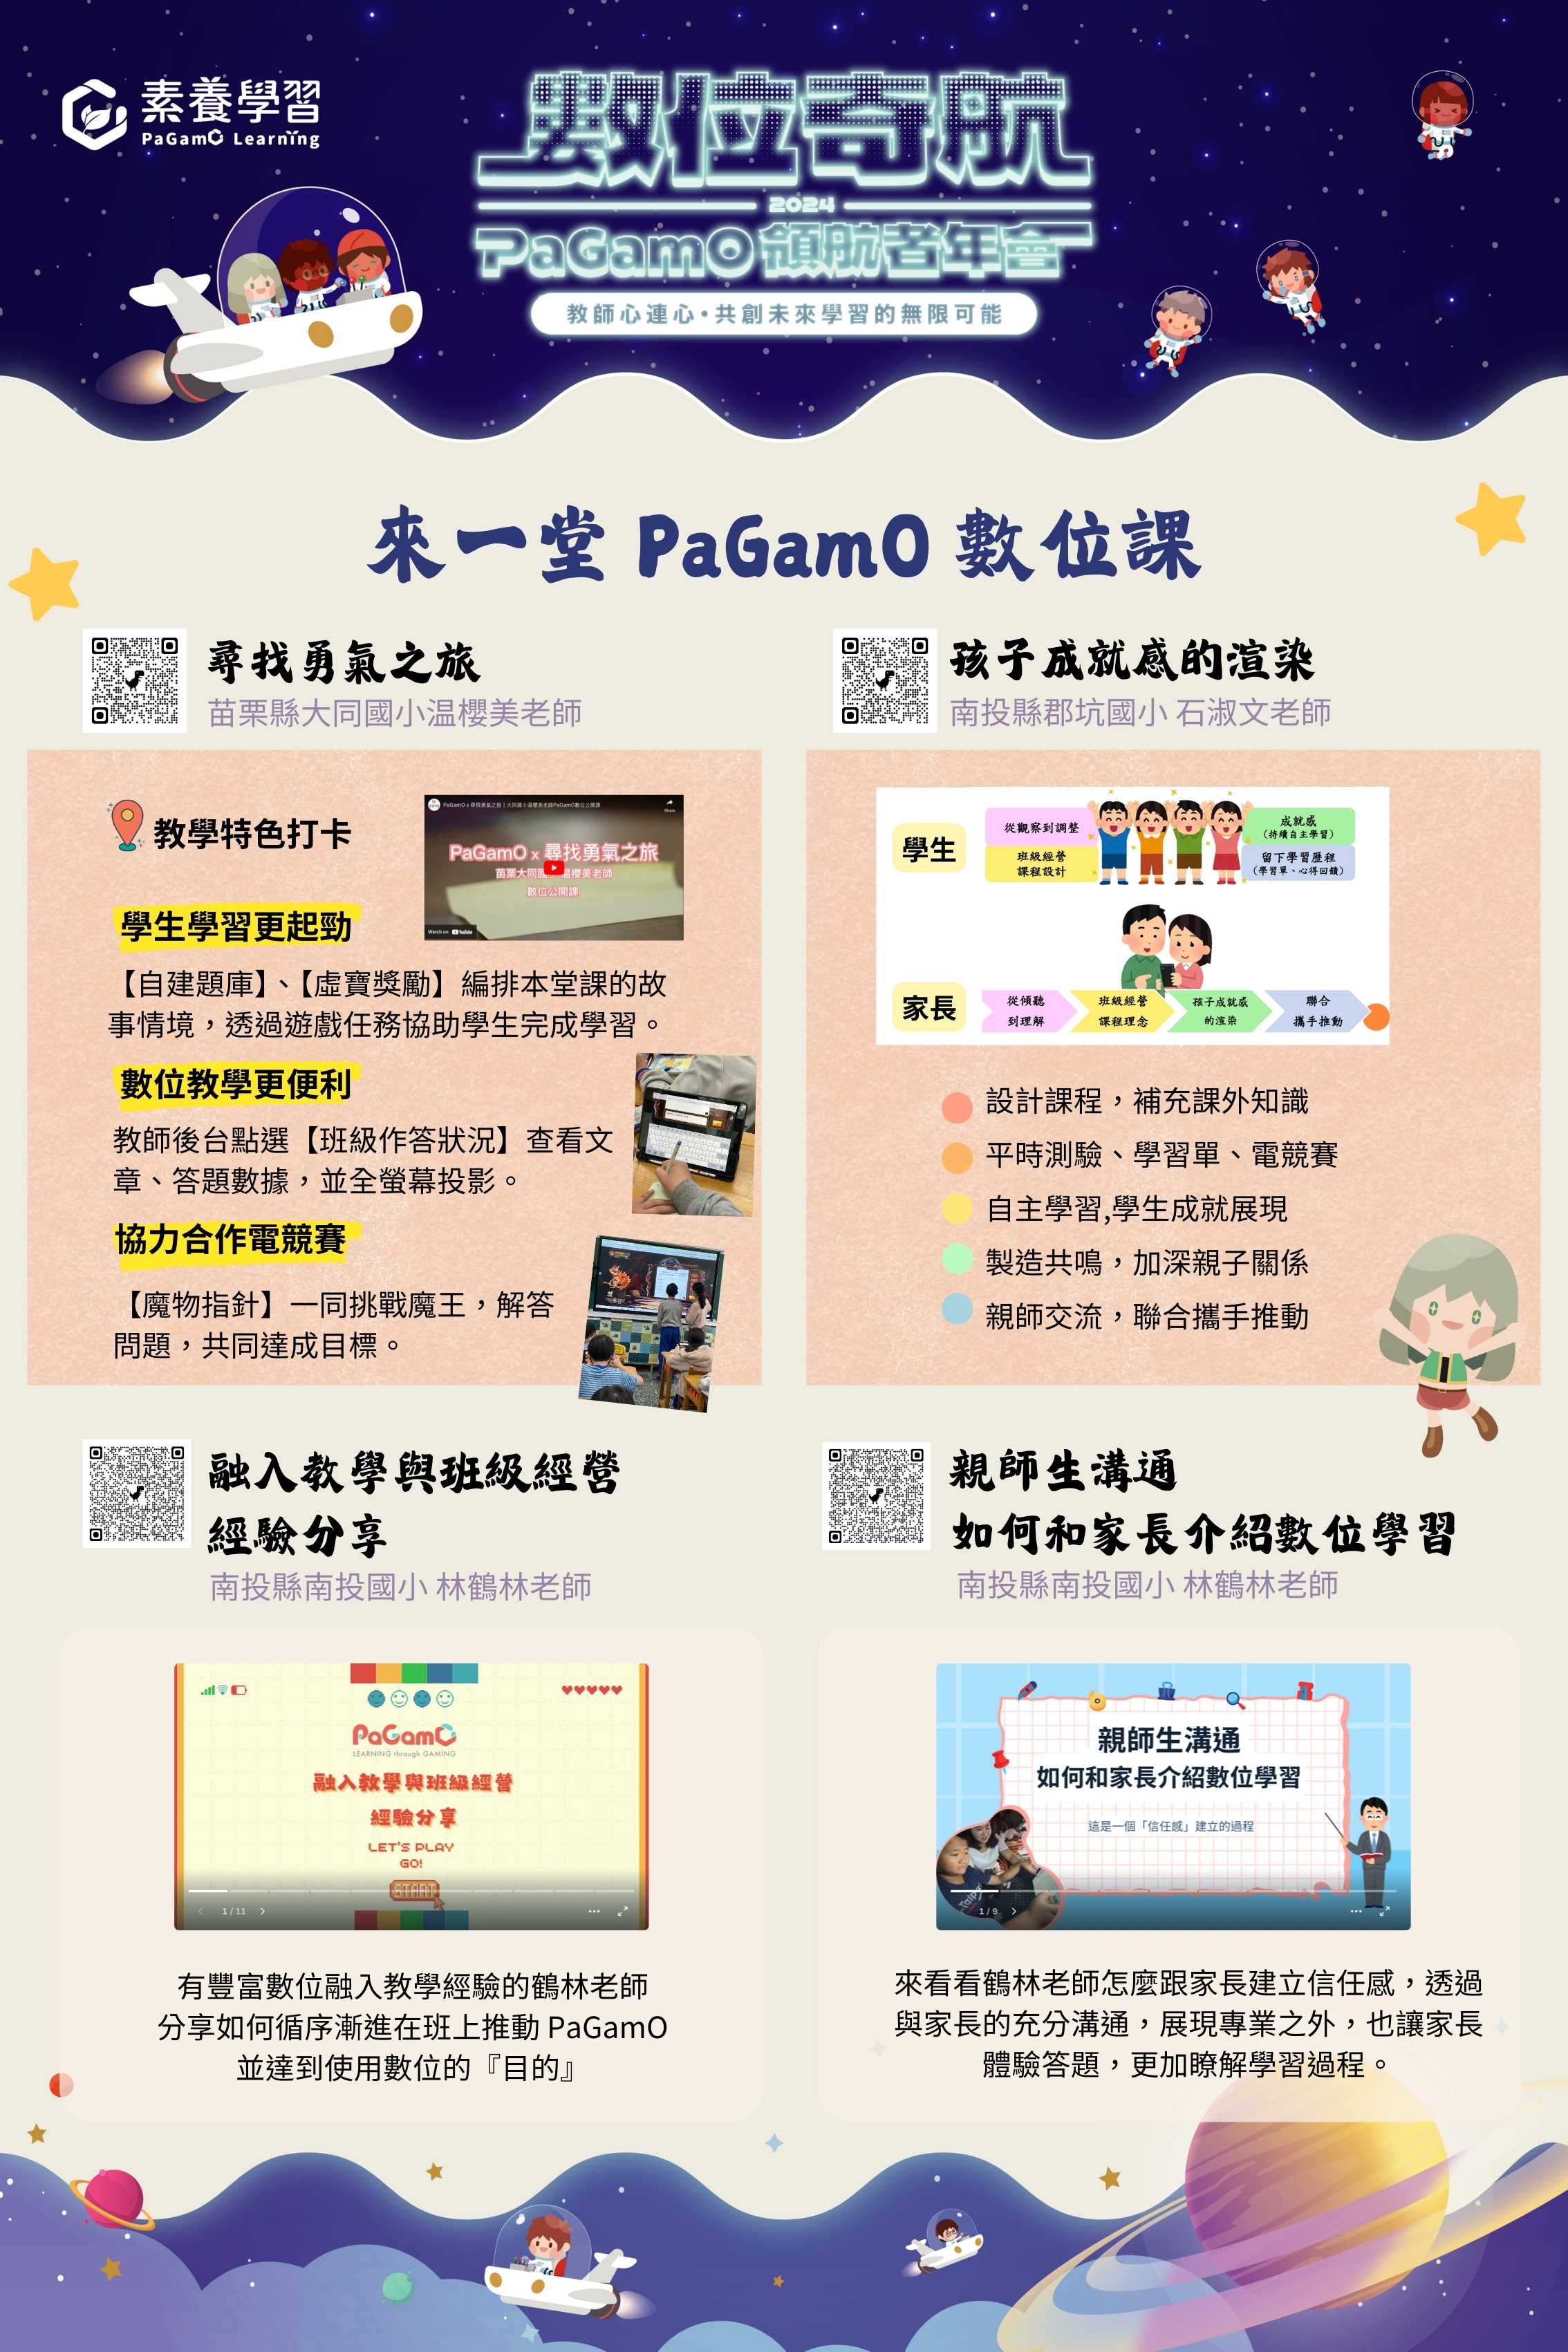 素養學習
PaGamO Learning
數位奇航
2024
PaGamO 領航者年會
教師心連心•共創未來學習的無限可能
來一堂 PaGamO 數位課
尋找勇氣之旅
苗栗縣大同國小温櫻美老師
教學特色打卡
PaGamO x 尋找勇氣之旅 | 大同國小溫櫻美老師PaGamO數位公開課
Share
PaGamO x 尋找勇氣之旅
苗栗大同國小溫櫻美老師
數位公開課
Watch on YouTube
學生學習更起勁
【自建題庫】、【虛寶獎勵】編排本堂課的故
事情境，透過遊戲任務協助學生完成學習。
數位教學更便利
教師後台點選【班級作答狀況】查看文
章、答題數據，並全螢幕投影。
協力合作電競賽
【魔物指針】一同挑戰魔王，解答
問題，共同達成目標。
孩子成就感的渲染
南投縣郡坑國小 石淑文老師
學生
從觀察到調整
班級經營
課程設計
成就感
（持續自主學習）
留下學習歷程
（學習單、心得回饋）
家長
從傾聽
到理解
班級經營
課程理念
孩子成就感
的渲染
聯合
攜手推動
設計課程，補充課外知識
平時測驗、學習單、電競賽
自主學習,學生成就展現
製造共鳴，加深親子關係
親師交流，聯合攜手推動
融入教學與班級經營
經驗分享
南投縣南投國小 林鶴林老師
PaGamO
LEARNING through GAMING
融入教學與班級經營
經驗分享
LET'S PLAY
GO!
START
1 / 11
有豐富數位融入教學經驗的鶴林老師
分享如何循序漸進在班上推動 PaGamO
並達到使用數位的『目的』
親師生溝通
如何和家長介紹數位學習
南投縣南投國小 林鶴林老師
親師生溝通
如何和家長介紹數位學習
這是一個「信任感」建立的過程
1 / 9
來看看鶴林老師怎麼跟家長建立信任感，透過
與家長的充分溝通，展現專業之外，也讓家長
體驗答題，更加瞭解學習過程。